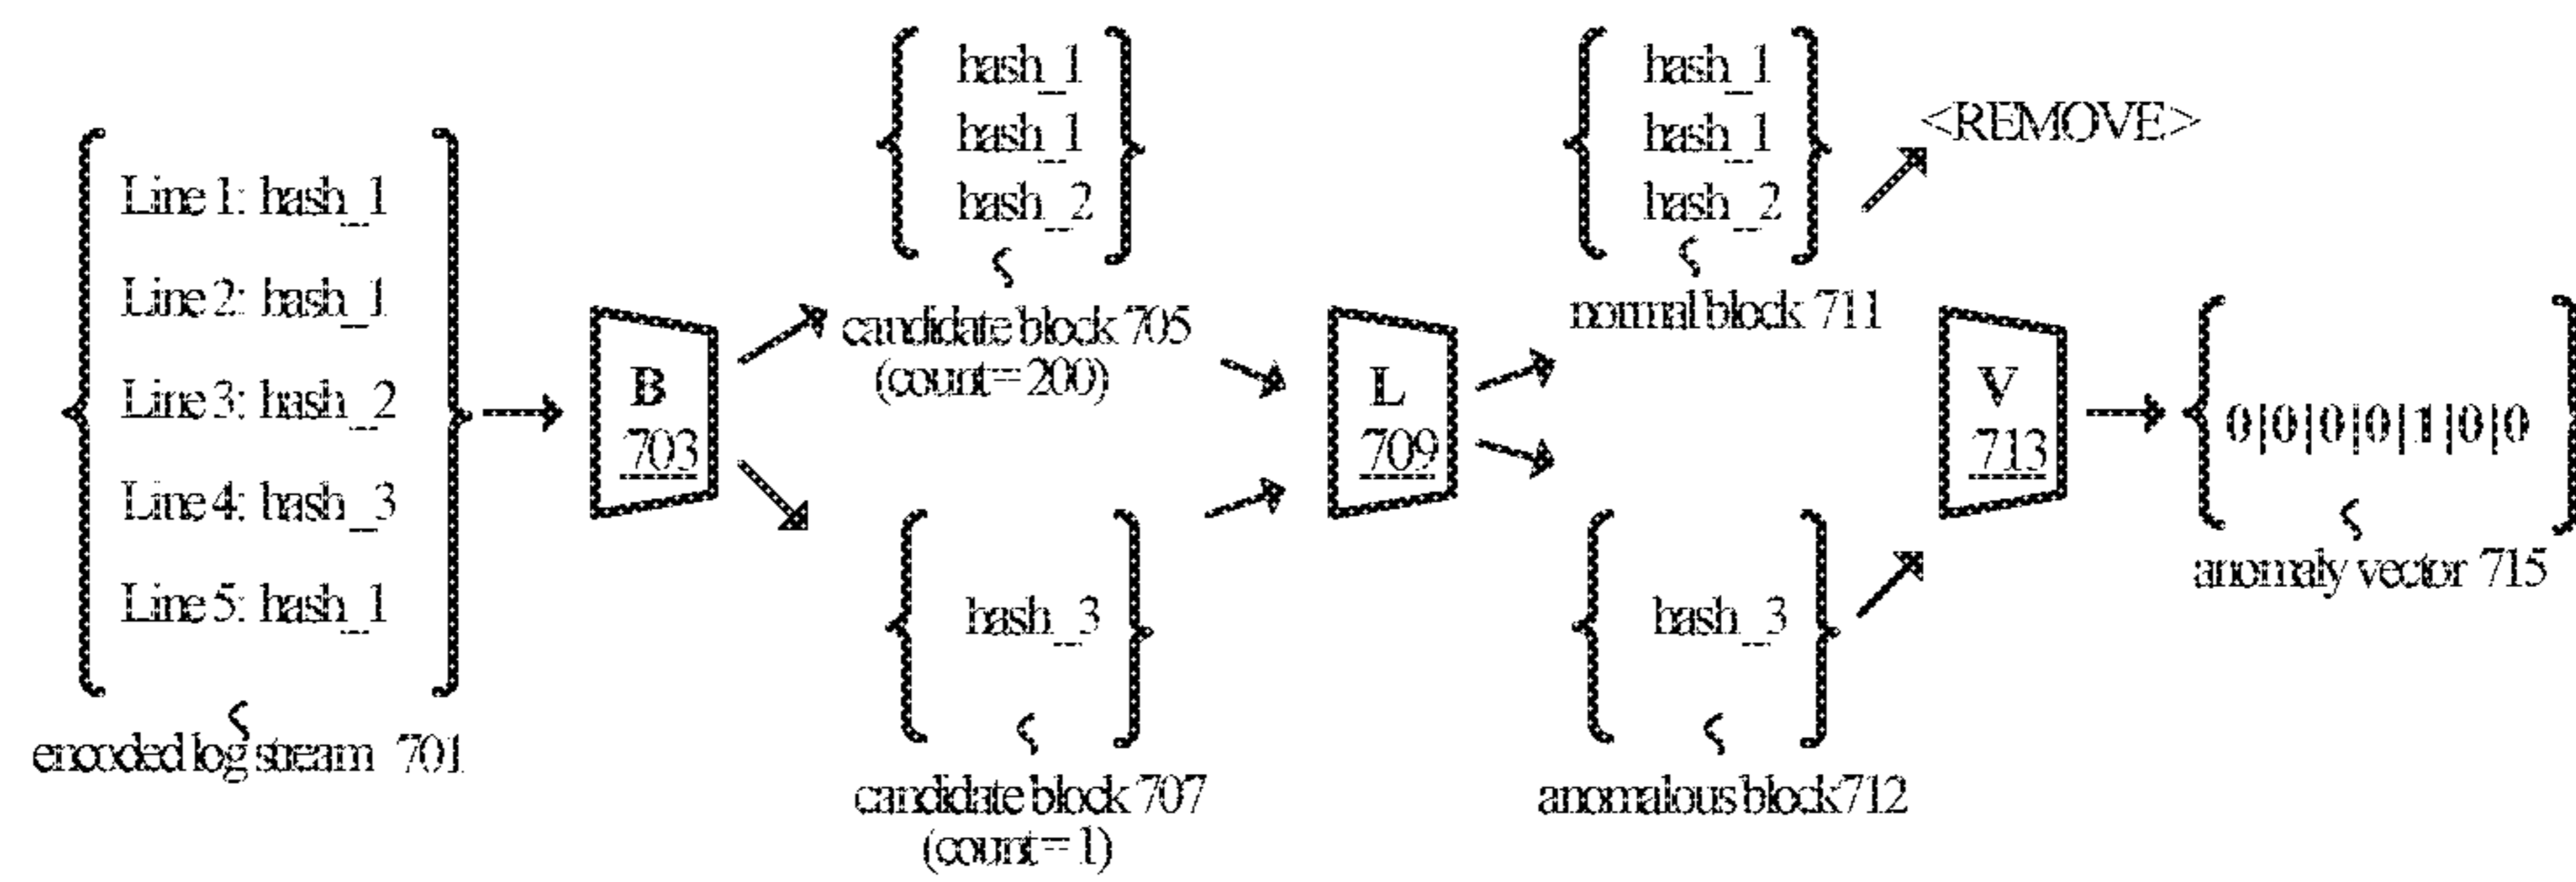 Line 1: hash_1
Line 2: hash_1
Line 3: hash_2
Line 4: hash_3
Line 5: hash_1
encoded log stream 701
B
703
hash_1
hash_1
hash_2
candidate block 705
(count=200)
hash_3
candidate block 707
(count=1)
L
709
hash_1
hash_1
hash_2
normal block 711
<REMOVE>
hash_3
anomalous block 712
V
713
0|0|0|0|1|0|0
anomaly vector 715